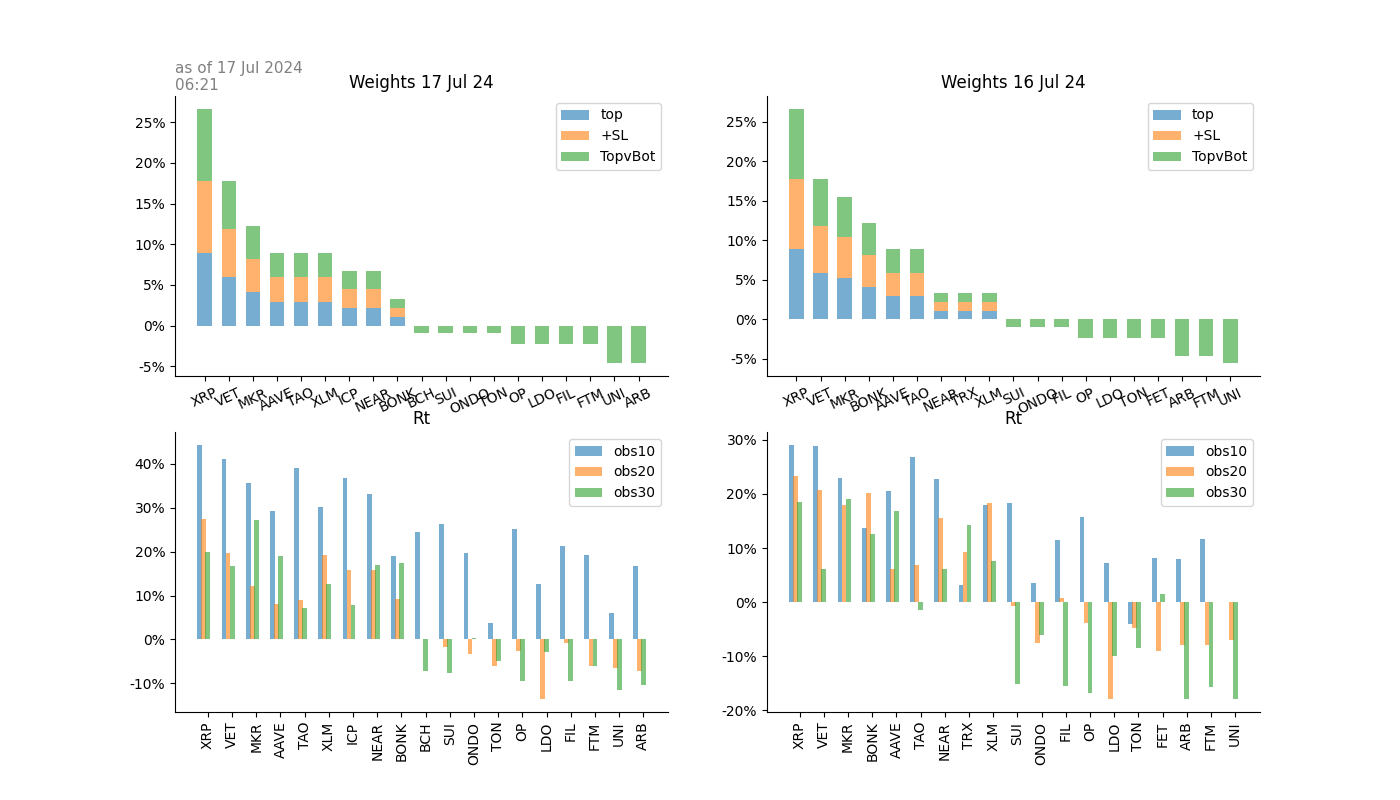 as of 17 Jul 2024
06:21
Weights 17 Jul 24
top
+SL
TopvBot
25%
20%
15%
10%
5%
0%
-5%
XRP VET MKR AAVE TAO XLM ICP NEAR BONK BCH SUI ONDO TON OP LDO FIL FTM UNI ARB
Weights 16 Jul 24
top
+SL
TopvBot
25%
20%
15%
10%
5%
0%
-5%
XRP VET MKR BONK AAVE TAO NEAR TRX XLM SUI ONDO FIL OP LDO TON FET ARB FTM UNI
Rt
obs10
obs20
obs30
40%
30%
20%
10%
0%
-10%
XRP VET MKR AAVE TAO XLM ICP NEAR BONK BCH SUI ONDO TON OP LDO FIL FTM UNI ARB
Rt
obs10
obs20
obs30
30%
20%
10%
0%
-10%
-20%
XRP VET MKR BONK AAVE TAO NEAR TRX XLM SUI ONDO FIL OP LDO TON FET ARB FTM UNI